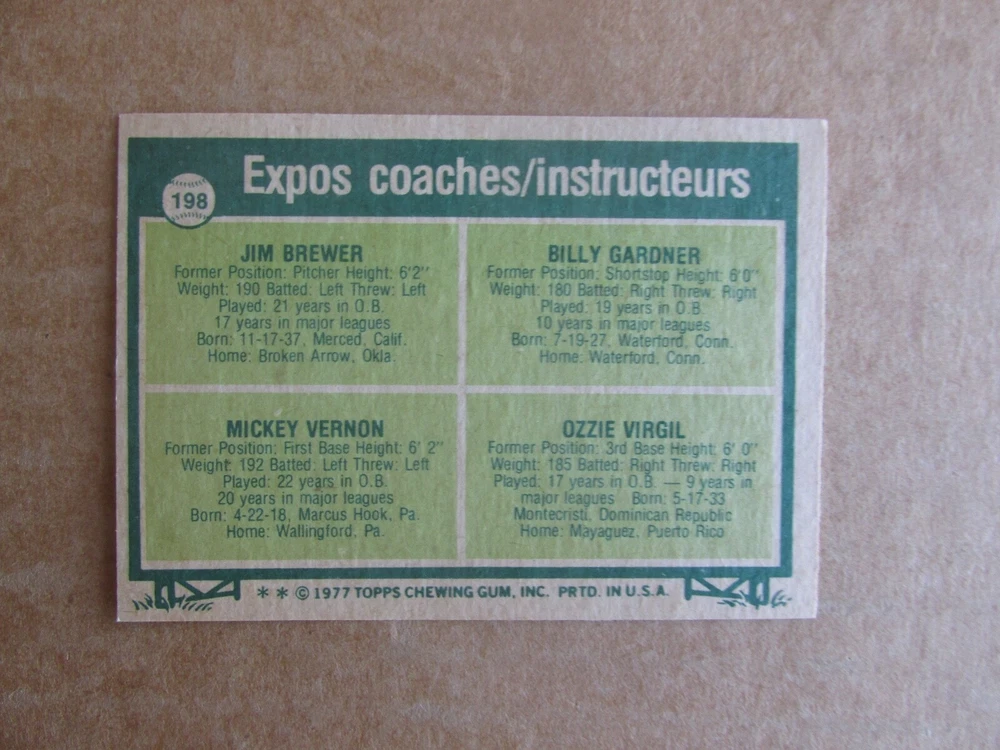 198
Expos coaches/instructeurs
JIM BREWER
Former Position: Pitcher Height: 6'2''
Weight: 190 Batted: Left Threw: Left
Played: 21 years in O.B.
17 years in major leagues
Born: 11-17-37, Merced, Calif.
Home: Broken Arrow, Okla.
BILLY GARDNER
Former Position: Shortstop Height: 6'0''
Weight: 180 Batted: Right Threw: Right
Played: 19 years in O.B.
10 years in major leagues
Born: 7-19-27, Waterford, Conn.
Home: Waterford, Conn.
MICKEY VERNON
Former Position: First Base Height: 6' 2''
Weight: 192 Batted: Left Threw: Left
Played: 22 years in O.B.
20 years in major leagues
Born: 4-22-18, Marcus Hook, Pa.
Home: Wallingford, Pa.
OZZIE VIRGIL
Former Position: 3rd Base Height: 6' 0''
Weight: 185 Batted: Right Threw: Right
Played: 17 years in O.B. — 9 years in
major leagues Born: 5-17-33
Montecristi, Dominican Republic
Home: Mayaguez, Puerto Rico
** © 1977 TOPPS CHEWING GUM, INC. PRTD. IN U.S.A.